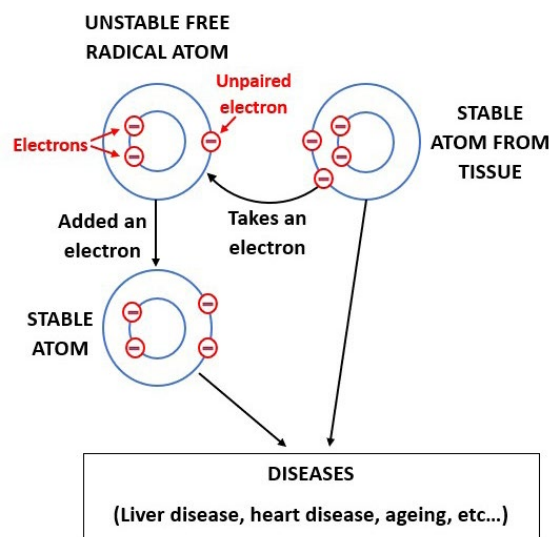 UNSTABLE FREE
RADICAL ATOM
Unpaired
electron
Electrons
STABLE
ATOM FROM
TISSUE
Added an
electron
Takes an
electron
STABLE
ATOM
DISEASES
(Liver disease, heart disease, ageing, etc...)